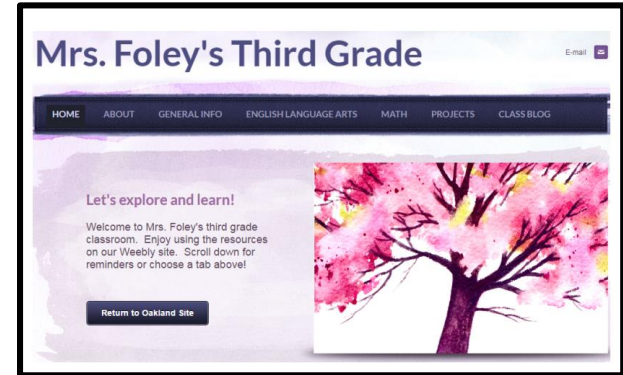 Mrs. Foley's Third Grade
E-mail
HOME ABOUT GENERAL INFO ENGLISH LANGUAGE ARTS MATH PROJECTS CLASS BLOG
Let's explore and learn!
Welcome to Mrs. Foley's third grade
classroom. Enjoy using the resources
on our Weebly site. Scroll down for
reminders or choose a tab above!
Return to Oakland Site